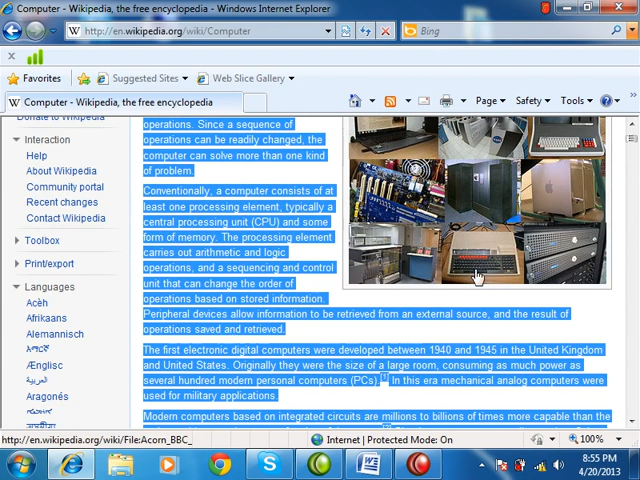 Computer - Wikipedia, the free encyclopedia - Windows Internet Explorer
http://en.wikipedia.org/wiki/Computer
Bing
Favorites
Suggested Sites
Web Slice Gallery
Computer - Wikipedia, the free encyclopedia
Page
Safety
Tools
Donate to Wikipedia
Interaction
Help
About Wikipedia
Community portal
Recent changes
Contact Wikipedia
Toolbox
Print/export
Languages
Acèh
Afrikaans
Alemannisch
አማርኛ
Ænglisc
العربية
Aragonés
operations. Since a sequence of
operations can be readily changed, the
computer can solve more than one kind
of problem.
Conventionally, a computer consists of at
least one processing element, typically a
central processing unit (CPU) and some
form of memory. The processing element
carries out arithmetic and logic
operations, and a sequencing and control
unit that can change the order of
operations based on stored information.
Peripheral devices allow information to be retrieved from an external source, and the result of
operations saved and retrieved.
The first electronic digital computers were developed between 1940 and 1945 in the United Kingdom
and United States. Originally they were the size of a large room, consuming as much power as
several hundred modern personal computers (PCs).[1] In this era mechanical analog computers were
used for military applications.
Modern computers based on integrated circuits are millions to billions of times more capable than the
http://en.wikipedia.org/wiki/File:Acorn_BBC_
Internet | Protected Mode: On
100%
8:55 PM
4/20/2013